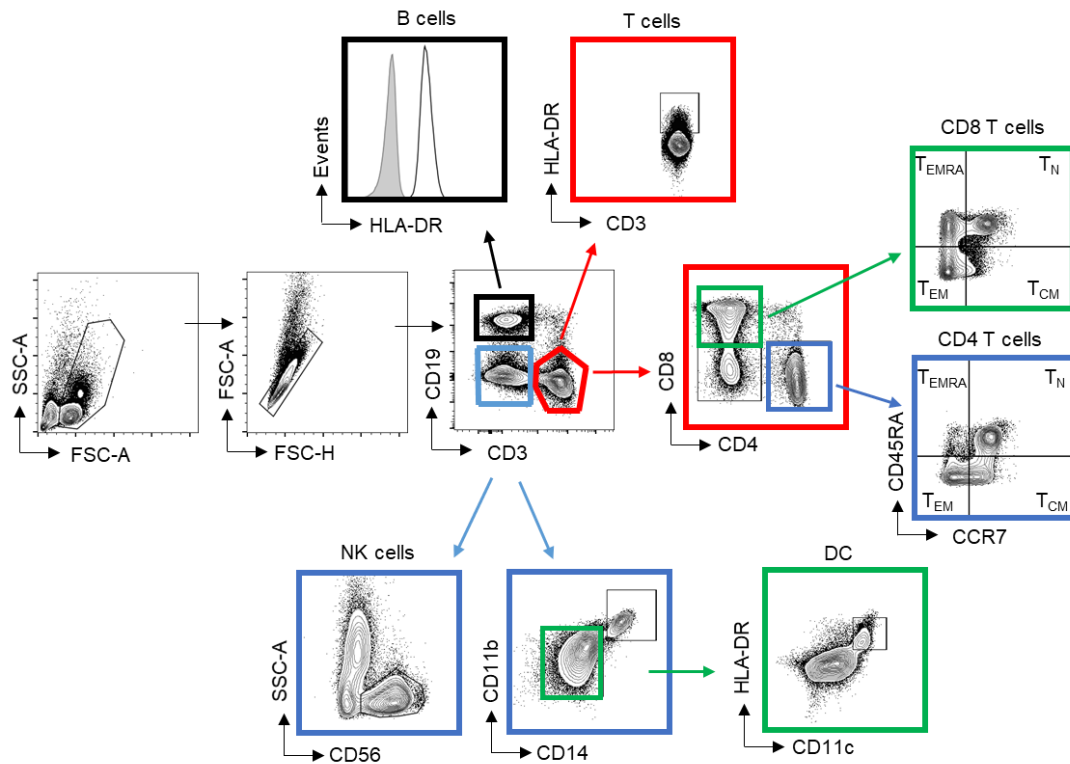 B cells
T cells
Events
HLA-DR
HLA-DR
CD3
CD8 T cells
TEMRA
TN
TEM
TCM
SSC-A
FSC-A
FSC-A
FSC-H
CD19
CD3
CD8
CD4
CD4 T cells
TEMRA
TN
TEM
TCM
CD45RA
CCR7
NK cells
SSC-A
CD56
CD11b
CD14
DC
HLA-DR
CD11c